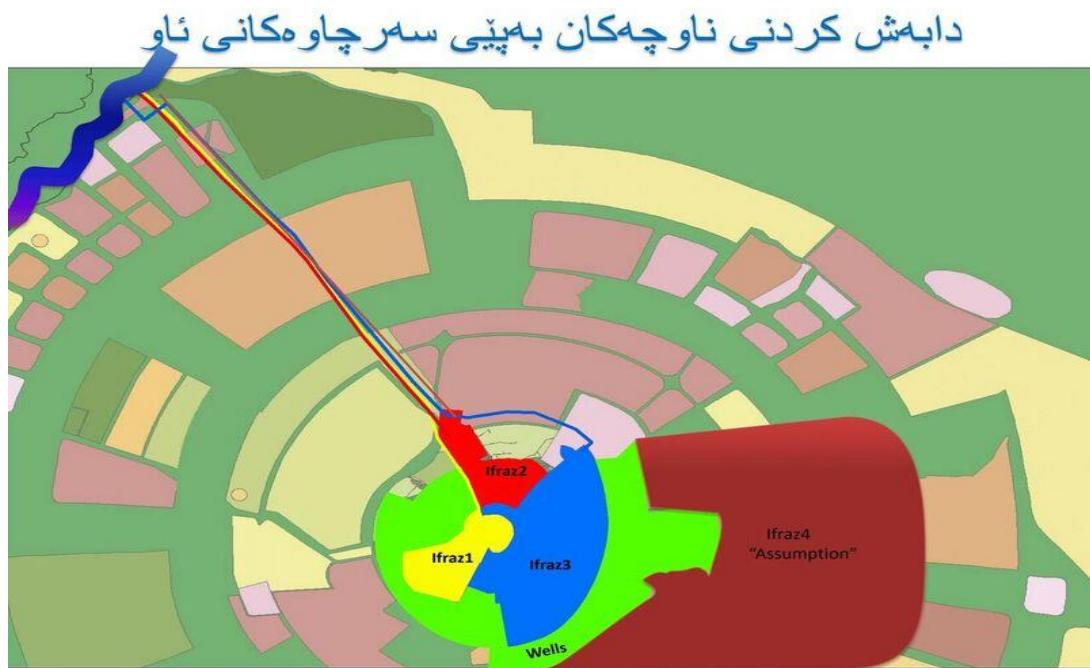 دابەش کردنی ناوچەکان بەپێی سەرچاوەکانی ئاو
Ifraz2
Ifraz4
"Assumption"
Ifraz1
Ifraz3
Wells